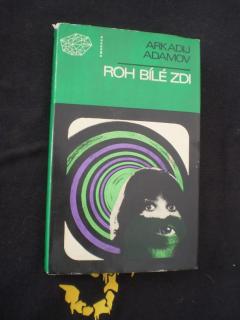 ARKADIJ
ADAMOV
ROH BÍLÉ ZDI